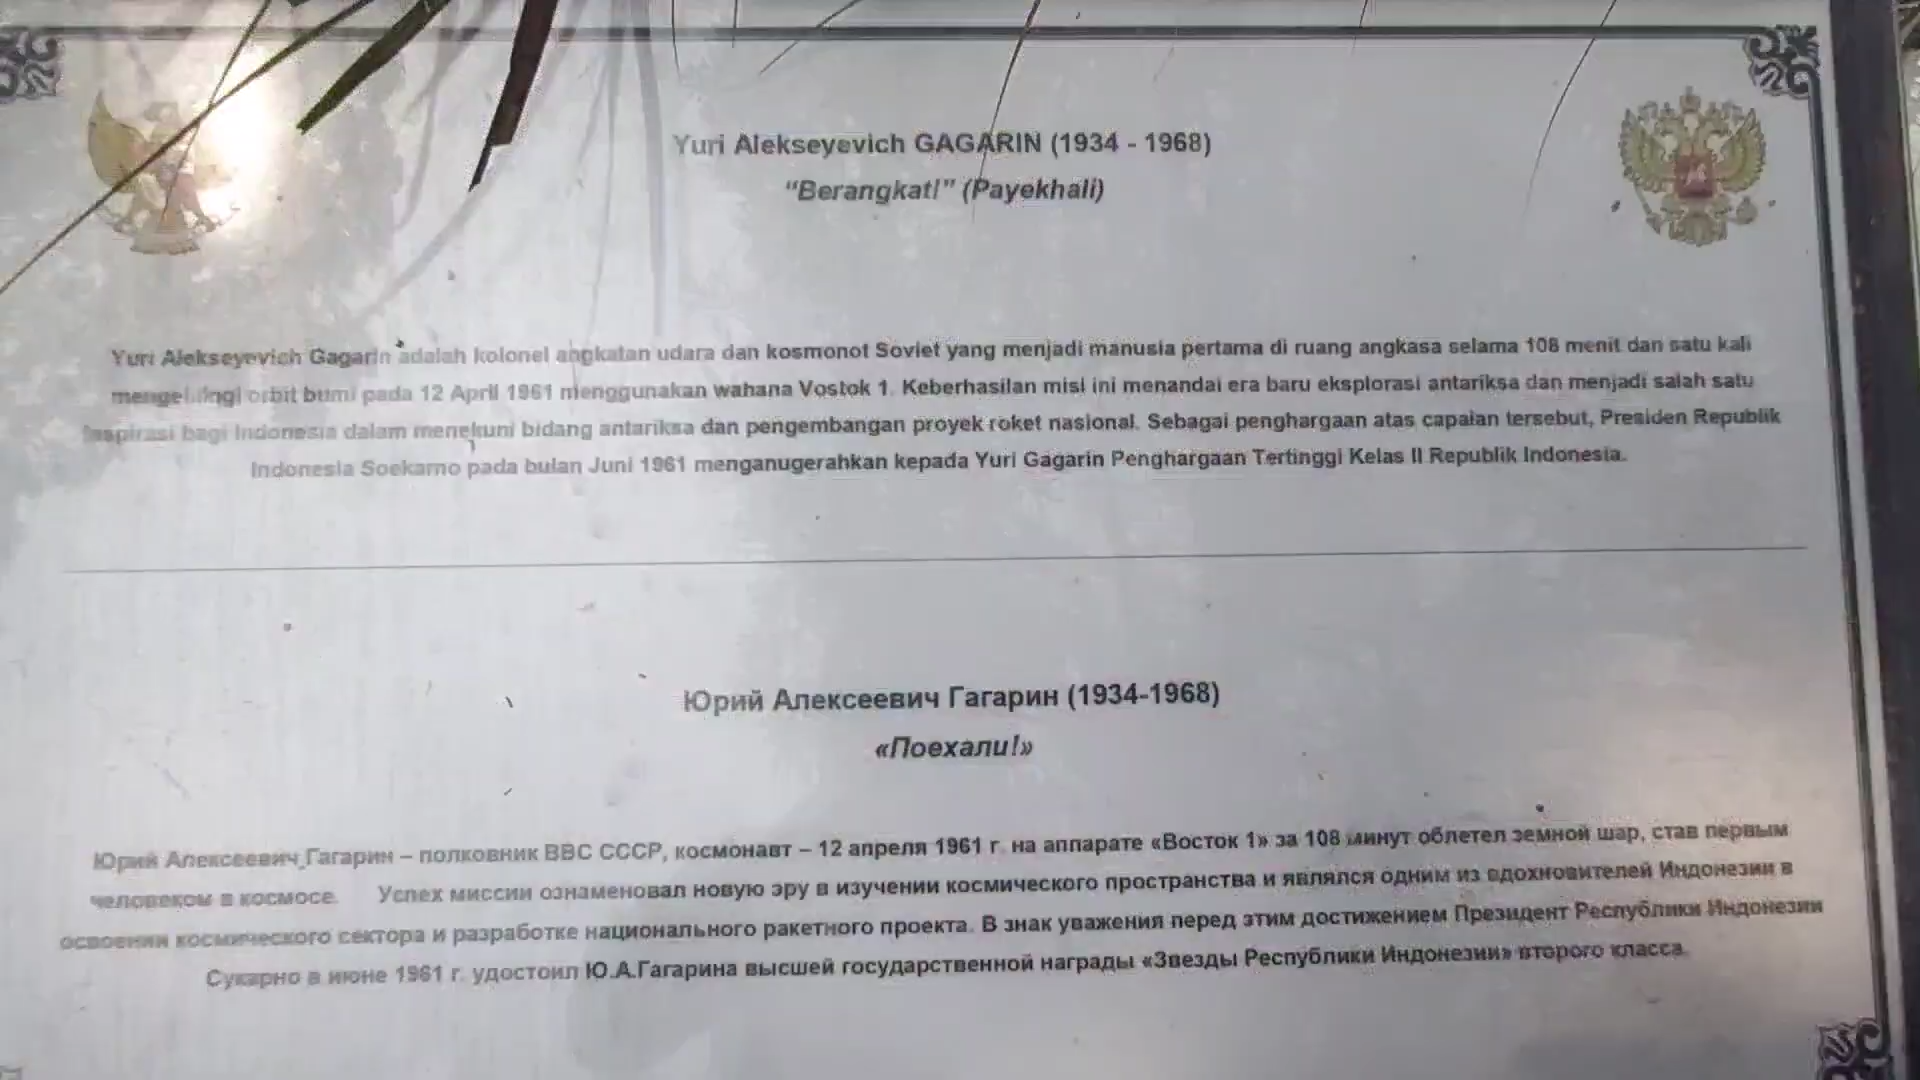 Yuri Alekseyevich GAGARIN (1934 - 1968)
“Berangkat!” (Payekhali)
Yuri Alekseyevich Gagarin adalah kolonel angkatan udara dan kosmonot Soviet yang menjadi manusia pertama di ruang angkasa selama 108 menit dan satu kali
mengelilingi orbit bumi pada 12 April 1961 menggunakan wahana Vostok 1. Keberhasilan misi ini menandai era baru eksplorasi antariksa dan menjadi salah satu
inspirasi bagi Indonesia dalam menekuni bidang antariksa dan pengembangan proyek roket nasional. Sebagai penghargaan atas capaian tersebut, Presiden Republik
Indonesia Soekarno pada bulan Juni 1961 menganugerahkan kepada Yuri Gagarin Penghargaan Tertinggi Kelas II Republik Indonesia.
Юрий Алексеевич Гагарин (1934-1968)
«Поехали!»
Юрий Алексеевич Гагарин – полковник ВВС СССР, космонавт – 12 апреля 1961 г. на аппарате «Восток 1» за 108 минут облетел земной шар, став первым
человеком в космосе. Успех миссии ознаменовал новую эру в изучении космического пространства и являлся одним из вдохновителей Индонезии в
освоении космического сектора и разработке национального ракетного проекта. В знак уважения перед этим достижением Президент Республики Индонезии
Сукарно в июне 1961 г. удостоил Ю.А.Гагарина высшей государственной награды «Звезды Республики Индонезии» второго класса.